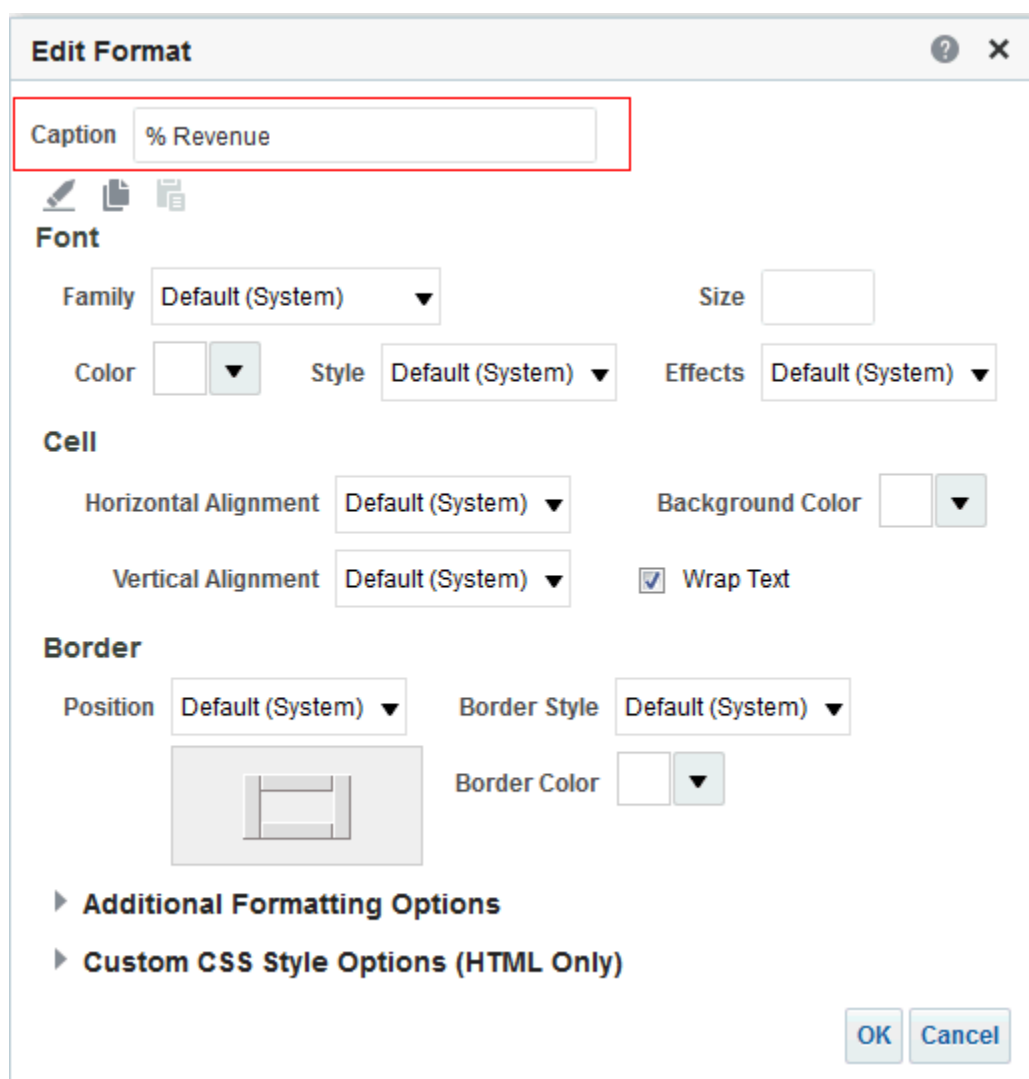 Edit Format
Caption % Revenue
Font
Family Default (System) Size
Color Style Default (System) Effects Default (System)
Cell
Horizontal Alignment Default (System) Background Color
Vertical Alignment Default (System) Wrap Text
Border
Position Default (System) Border Style Default (System)
Border Color
Additional Formatting Options
Custom CSS Style Options (HTML Only)
OK Cancel